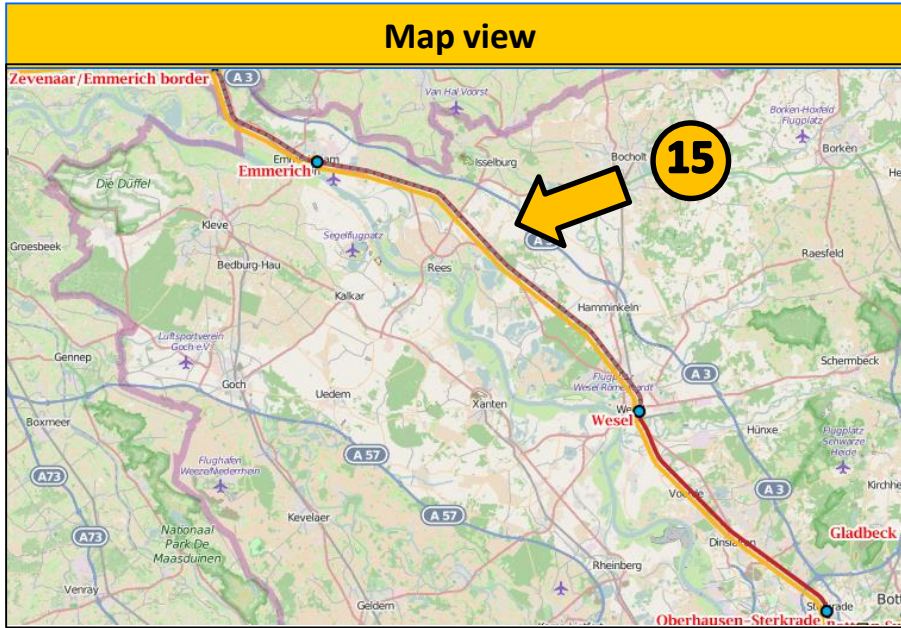 Map view
Zevenaar/Emmerich border
A 3
Van Hal Voorst
Borken-Hoxfeld
Flugplatz
Borken
Isselburg
Bocholt
15
Emmerich
Die Düffel
Kleve
Segelflugplatz
Groesbeek
Bedburg-Hau
Rees
Raesfeld
Kalkar
Hamminkeln
Luftsportverein
Goch e.V.
Gennep
Goch
Uedem
Flugplatz
Wesel Römerwardt
A 3
Schermbeck
Xanten
Wesel
Boxmeer
Hünxe
Flugplatz
Schwarze
Heide
A73
Flughafen
Weeze/Niederrhein
A 57
A 3
Voerde
Kevelaer
A 57
Gladbeck
A73
Nationaal
Park De
Maasduinen
Dinslaken
Rheinberg
Venray
Geldern
Oberhausen-Sterkrade